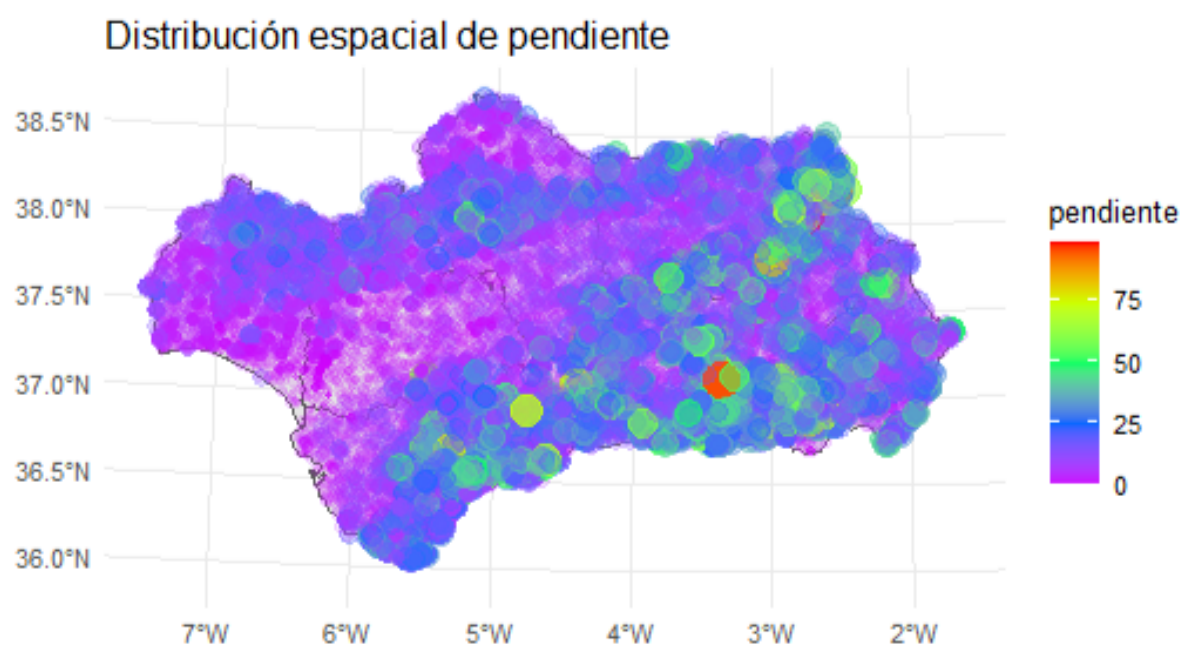 Distribución espacial de pendiente
38.5°N
38.0°N
37.5°N
37.0°N
36.5°N
36.0°N
7°W
6°W
5°W
4°W
3°W
2°W
pendiente
75
50
25
0